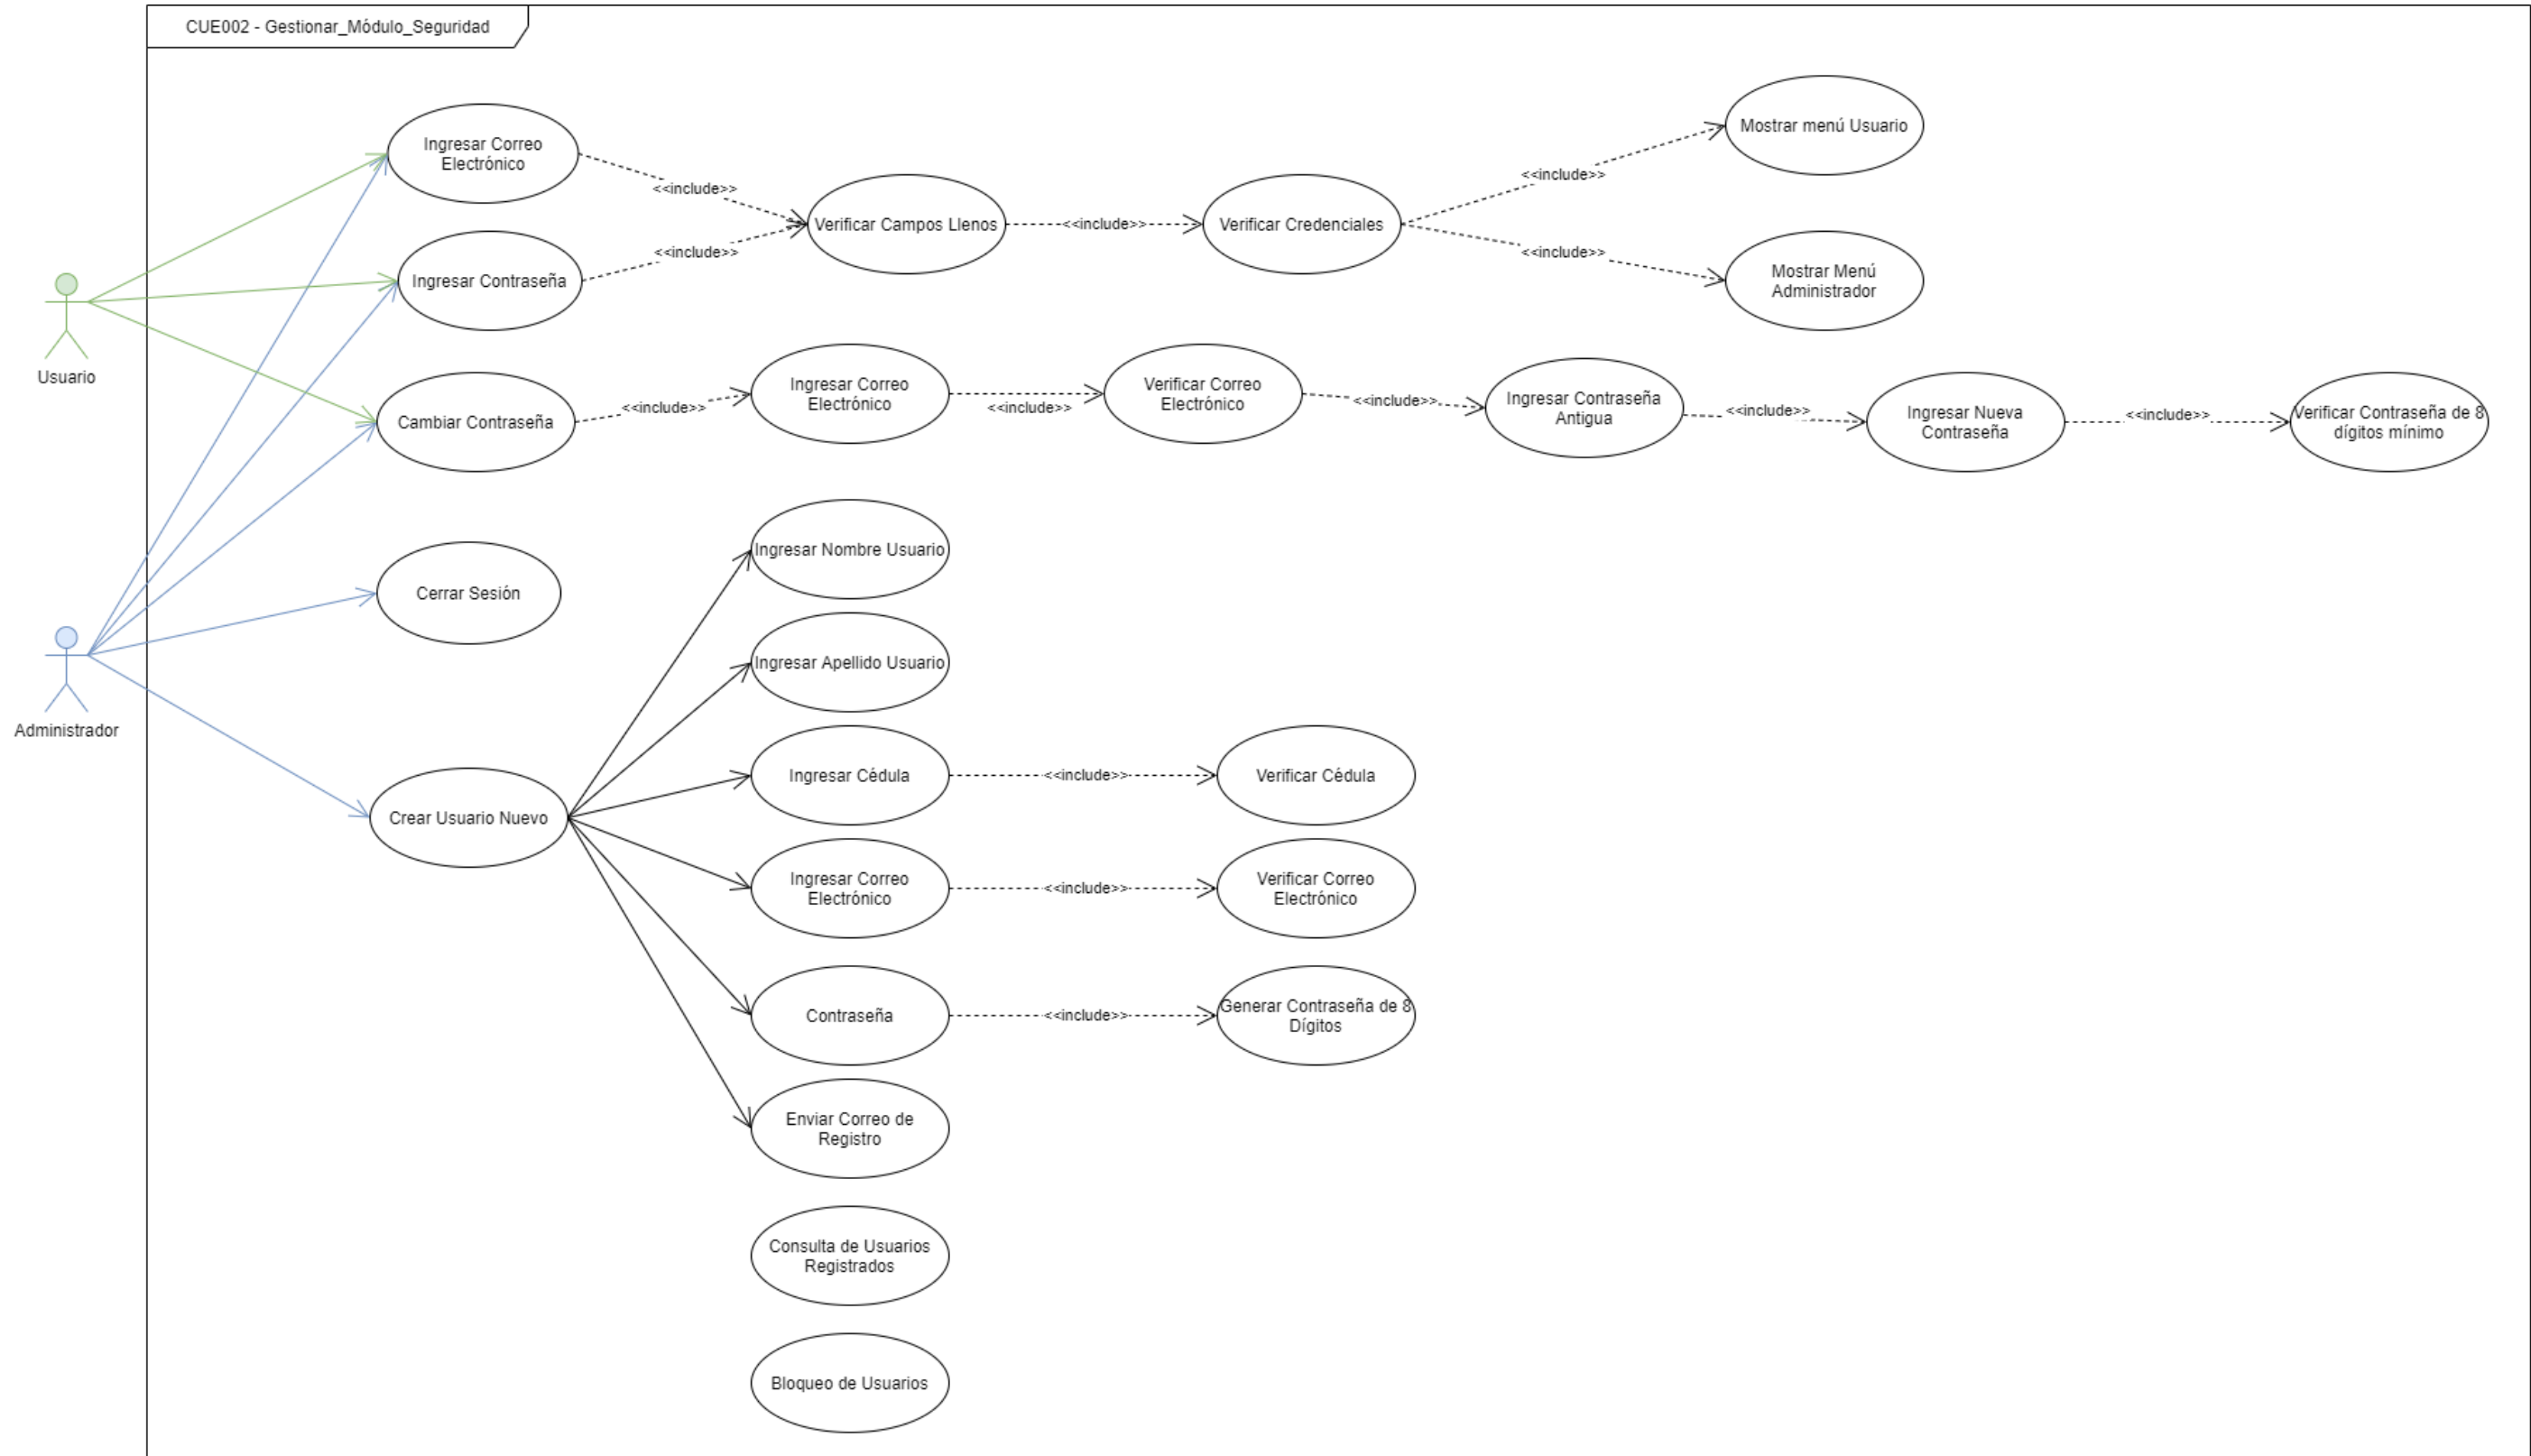 CUE002 - Gestionar_Módulo_Seguridad
Usuario
Administrador
Ingresar Correo
Electrónico
<<include>>
Ingresar Contraseña
<<include>>
Verificar Campos Llenos
<<include>>
Verificar Credenciales
<<include>>
Mostrar menú Usuario
<<include>>
Mostrar Menú
Administrador
Cambiar Contraseña
<<include>>
Ingresar Correo
Electrónico
<<include>>
Verificar Correo
Electrónico
<<include>>
Ingresar Contraseña
Antigua
<<include>>
Ingresar Nueva
Contraseña
<<include>>
Verificar Contraseña de 8
dígitos mínimo
Cerrar Sesión
Crear Usuario Nuevo
Ingresar Nombre Usuario
Ingresar Apellido Usuario
Ingresar Cédula
<<include>>
Verificar Cédula
Ingresar Correo
Electrónico
<<include>>
Verificar Correo
Electrónico
Contraseña
<<include>>
Generar Contraseña de 8
Dígitos
Enviar Correo de
Registro
Consulta de Usuarios
Registrados
Bloqueo de Usuarios